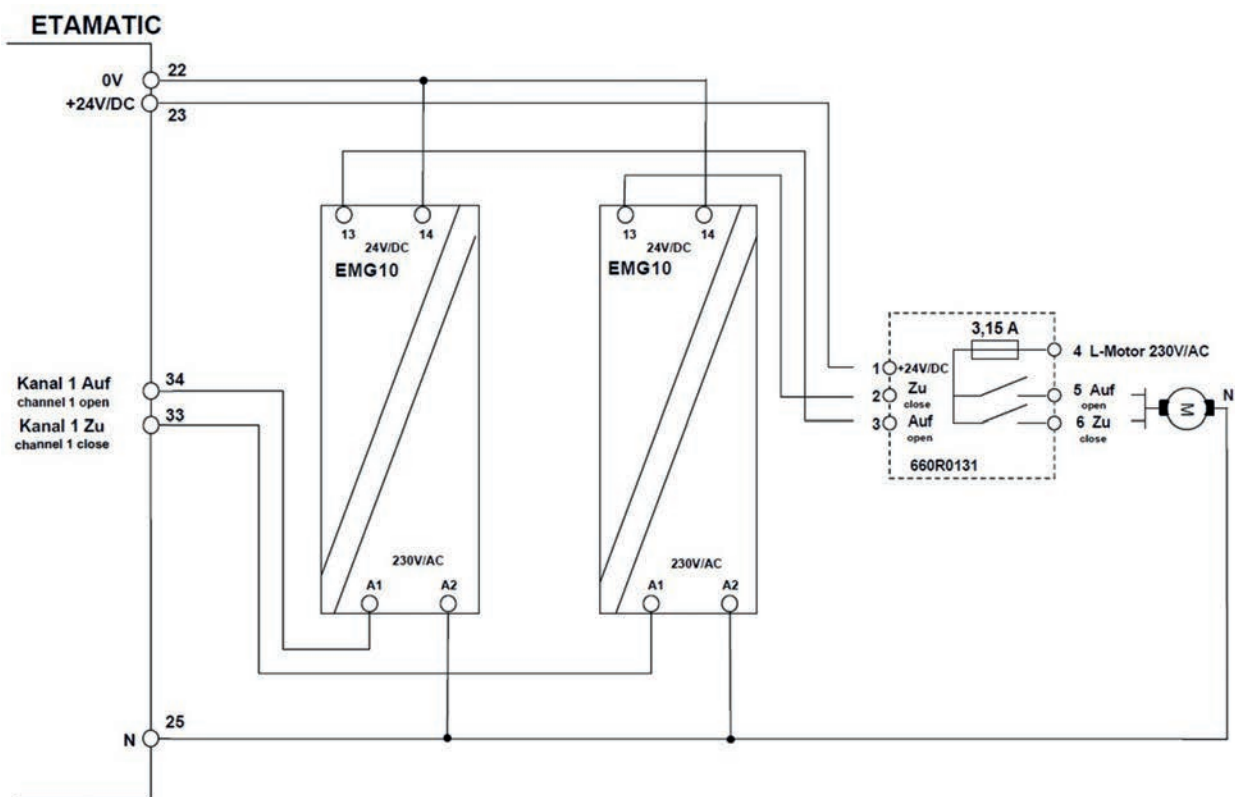 ETAMATIC
0V
22
+24V/DC
23
13
14
24V/DC
EMG10
13
14
24V/DC
EMG10
3,15 A
4 L-Motor 230V/AC
1
+24V/DC
2
Zu
close
3
Auf
open
5 Auf
open
6 Zu
close
M
N
660R0131
Kanal 1 Auf
channel 1 open
34
Kanal 1 Zu
channel 1 close
33
230V/AC
A1
A2
230V/AC
A1
A2
N
25